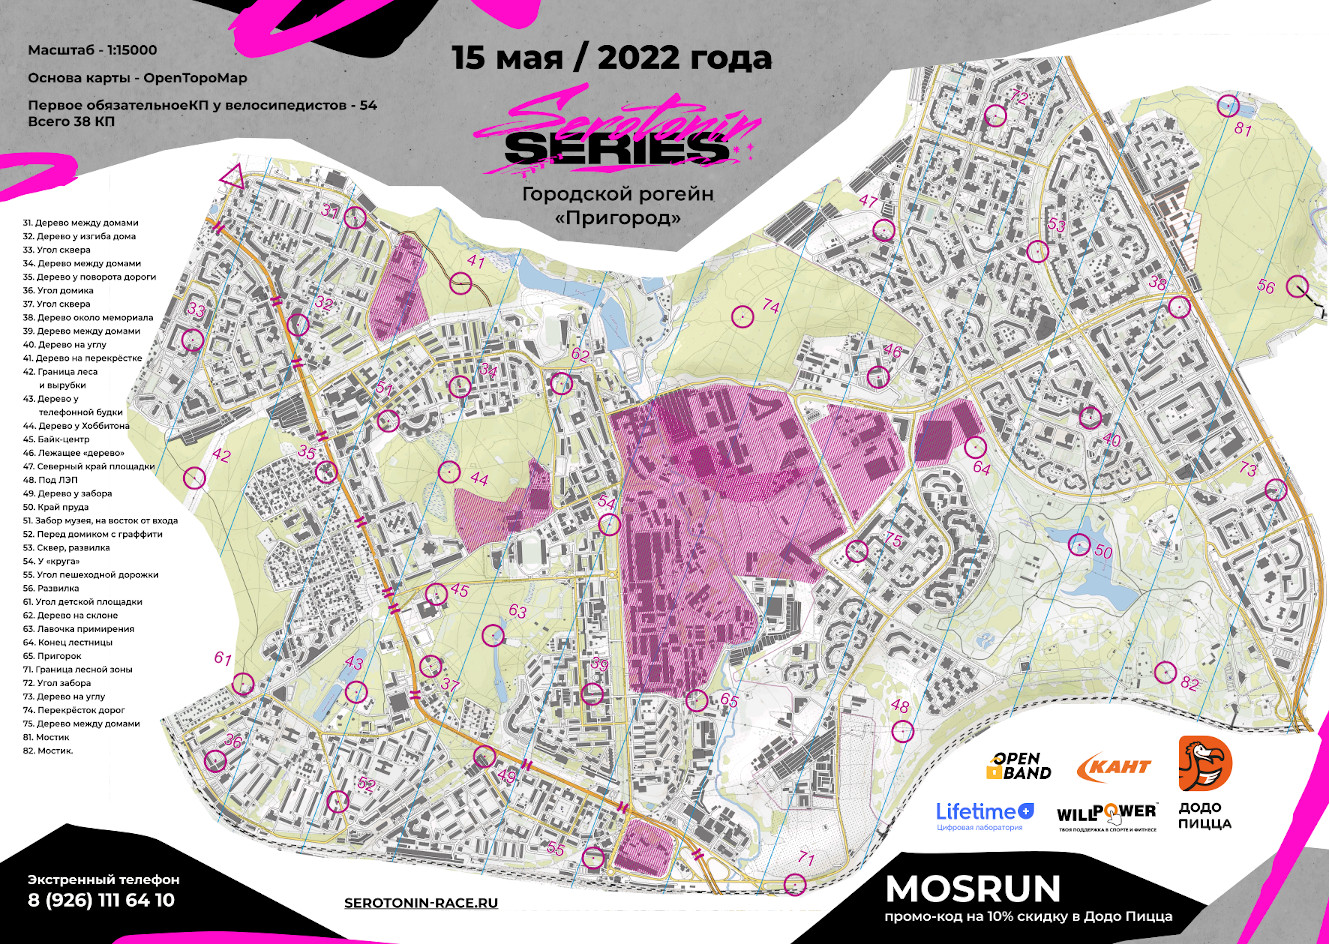 Масштаб - 1:15000
Основа карты - OpenTopoMap
Первое обязательноеКП у велосипедистов - 54
Всего 38 КП
15 мая / 2022 года
Serotonin
SERIES
Городской рогейн
«Пригород»
31. Дерево между домами
32. Дерево у изгиба дома
33. Угол сквера
34. Дерево между домами
35. Дерево у поворота дороги
36. Угол домика
37. Угол сквера
38. Дерево около мемориала
39. Дерево между домами
40. Дерево на углу
41. Дерево на перекрёстке
42. Граница леса
и вырубки
43. Дерево у
телефонной будки
44. Дерево у Хоббитона
45. Байк-центр
46. Лежащее «дерево»
47. Северный край площадки
48. Под ЛЭП
49. Дерево у забора
50. Край пруда
51. Забор музея, на восток от входа
52. Перед домиком с граффити
53. Сквер, развилка
54. У «круга»
55. Угол пешеходной дорожки
56. Развилка
61. Угол детской площадки
62. Дерево на склоне
63. Лавочка примирения
64. Конец лестницы
65. Пригорок
71. Граница лесной зоны
72. Угол забора
73. Дерево на углу
74. Перекрёсток дорог
75. Дерево между домами
81. Мостик
82. Мостик.
72
81
31
47
53
41
56
38
33
32
74
62
46
34
51
40
42
35
44
64
73
54
75
50
45
63
61
43
37
39
65
82
48
36
49
52
55
71
OPEN
BAND
КАНТ
ДОДО
ПИЦЦА
Lifetime+
Цифровая лаборатория
WILLPOWER
ТВОЯ ПОДДЕРЖКА В СПОРТЕ И ФИТНЕСЕ
Экстренный телефон
8 (926) 111 64 10
SEROTONIN-RACE.RU
MOSRUN
промо-код на 10% скидку в Додо Пицца